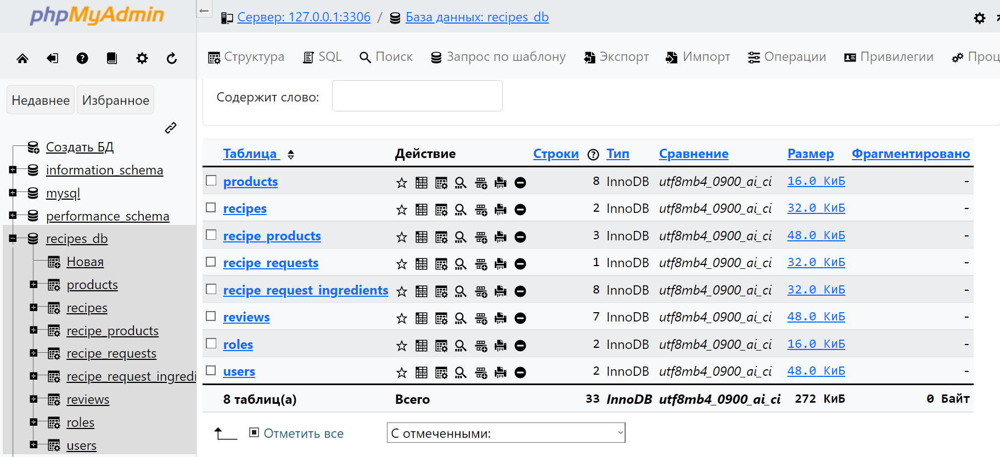 phpMyAdmin
Недавнее Избранное
Создать БД
information_schema
mysql
performance_schema
recipes_db
Новая
products
recipes
recipe_products
recipe_requests
recipe_request_ingredi
reviews
roles
users
←
Сервер: 127.0.0.1:3306 / База данных: recipes_db
Структура SQL Поиск Запрос по шаблону Экспорт Импорт Операции Привилегии Проц
Содержит слово:
Таблица Действие Строки Тип Сравнение Размер Фрагментировано
products 8 InnoDB utf8mb4_0900_ai_ci 16.0 КиБ -
recipes 2 InnoDB utf8mb4_0900_ai_ci 32.0 КиБ -
recipe_products 3 InnoDB utf8mb4_0900_ai_ci 48.0 КиБ -
recipe_requests 1 InnoDB utf8mb4_0900_ai_ci 32.0 КиБ -
recipe_request_ingredients 8 InnoDB utf8mb4_0900_ai_ci 32.0 КиБ -
reviews 7 InnoDB utf8mb4_0900_ai_ci 48.0 КиБ -
roles 2 InnoDB utf8mb4_0900_ai_ci 16.0 КиБ -
users 2 InnoDB utf8mb4_0900_ai_ci 48.0 КиБ -
8 таблиц(а) Всего 33 InnoDB utf8mb4_0900_ai_ci 272 КиБ 0 Байт
Отметить все С отмеченными: